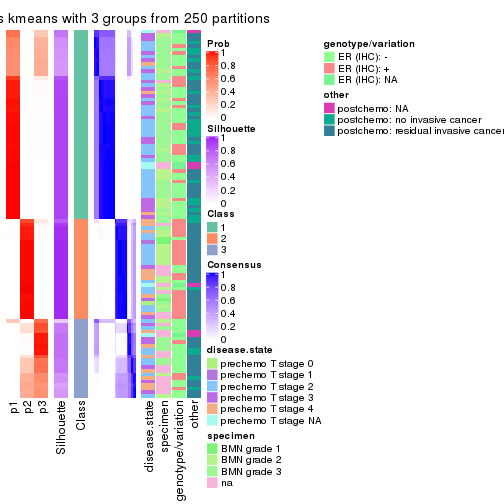 s kmeans with 3 groups from 250 partitions
Prob
1
0.8
0.6
0.4
0.2
0
Silhouette
1
0.8
0.6
0.4
0.2
0
Class
1
2
3
Consensus
1
0.8
0.6
0.4
0.2
0
disease.state
prechemo T stage 0
prechemo T stage 1
prechemo T stage 2
prechemo T stage 3
prechemo T stage 4
prechemo T stage NA
specimen
BMN grade 1
BMN grade 2
BMN grade 3
na
genotype/variation
ER (IHC): -
ER (IHC): +
ER (IHC): NA
other
postchemo: NA
postchemo: no invasive cancer
postchemo: residual invasive cancer
p1
p2
p3
Silhouette
Class
disease.state
specimen
genotype/variation
other